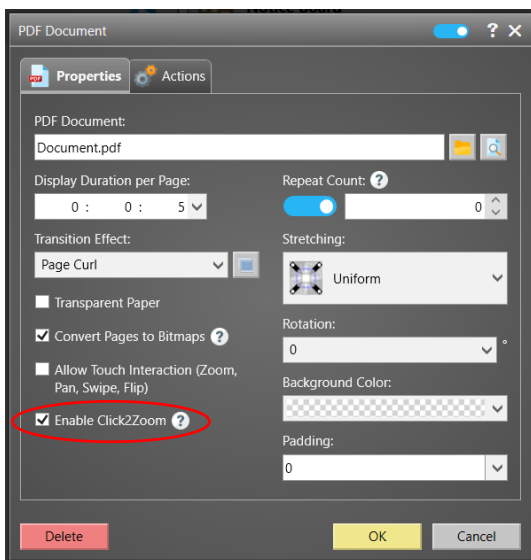 Notice Board
PDF Document
?
Properties
Actions
PDF Document:
Document.pdf
Display Duration per Page:
0 : 0 : 5
Repeat Count: ?
0
Transition Effect:
Page Curl
Stretching:
Uniform
Transparent Paper
Convert Pages to Bitmaps ?
Allow Touch Interaction (Zoom,
Pan, Swipe, Flip)
Enable Click2Zoom ?
Rotation:
0 °
Background Color:
Padding:
0
Delete
OK
Cancel